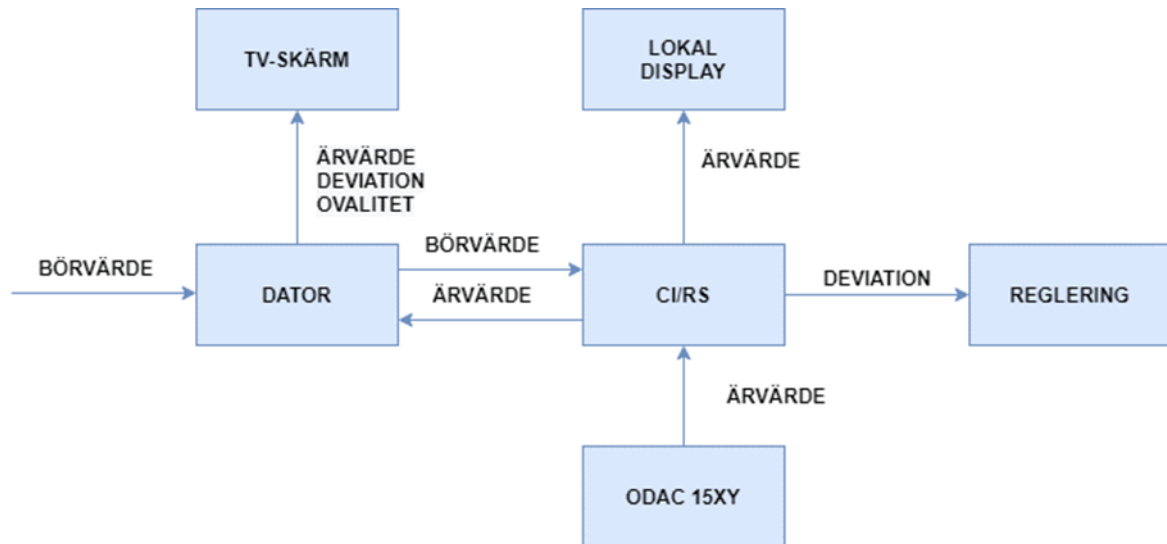 TV-SKÄRM
LOKAL
DISPLAY
ÄRVÄRDE
DEVIATION
OVALITET
ÄRVÄRDE
BÖRVÄRDE
DATOR
BÖRVÄRDE
ÄRVÄRDE
CI/RS
DEVIATION
REGLERING
ÄRVÄRDE
ODAC 15XY